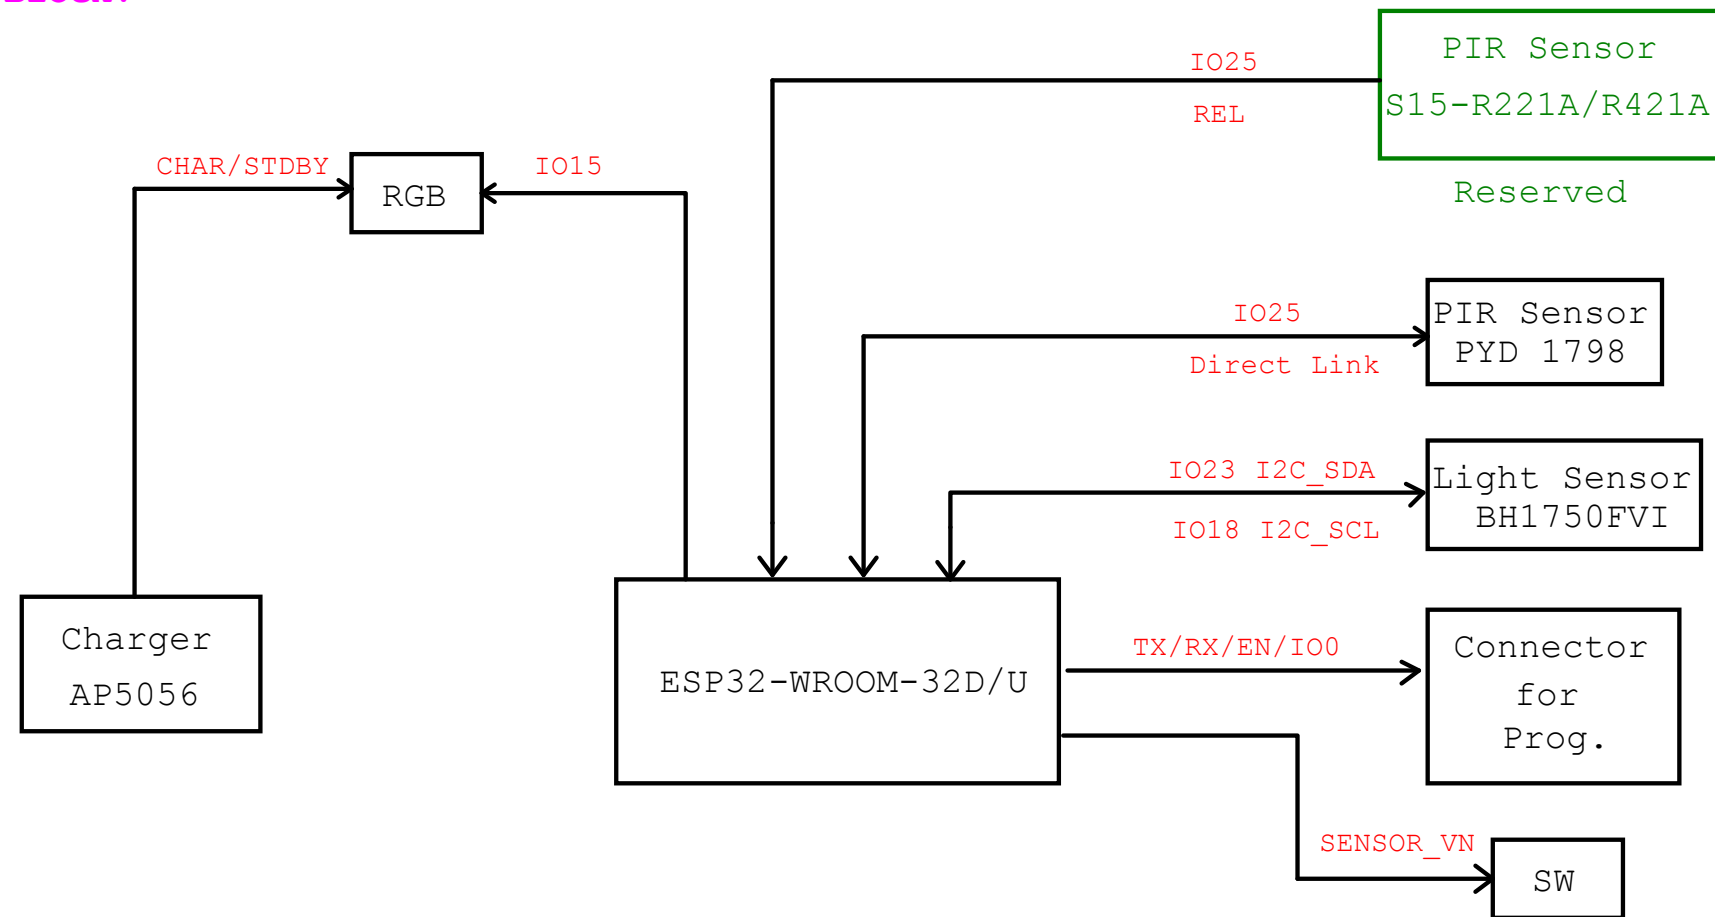 IO25
REL
PIR Sensor
S15-R221A/R421A
Reserved
CHAR/STDBY
RGB
IO15
IO25
Direct Link
PIR Sensor
PYD 1798
IO23 I2C_SDA
IO18 I2C_SCL
Light Sensor
BH1750FVI
Charger
AP5056
ESP32-WROOM-32D/U
TX/RX/EN/IO0
Connector
for
Prog.
SENSOR_VN
SW